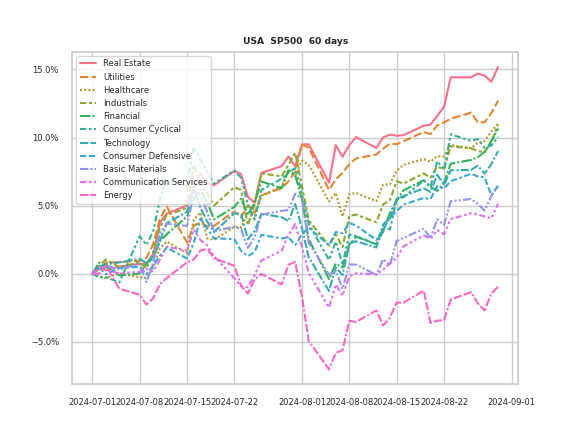 USA SP500 60 days
15.0%
10.0%
5.0%
0.0%
−5.0%
Real Estate
Utilities
Healthcare
Industrials
Financial
Consumer Cyclical
Technology
Consumer Defensive
Basic Materials
Communication Services
Energy
2024-07-01 2024-07-08 2024-07-15 2024-07-22 2024-08-01 2024-08-08 2024-08-15 2024-08-22 2024-09-01